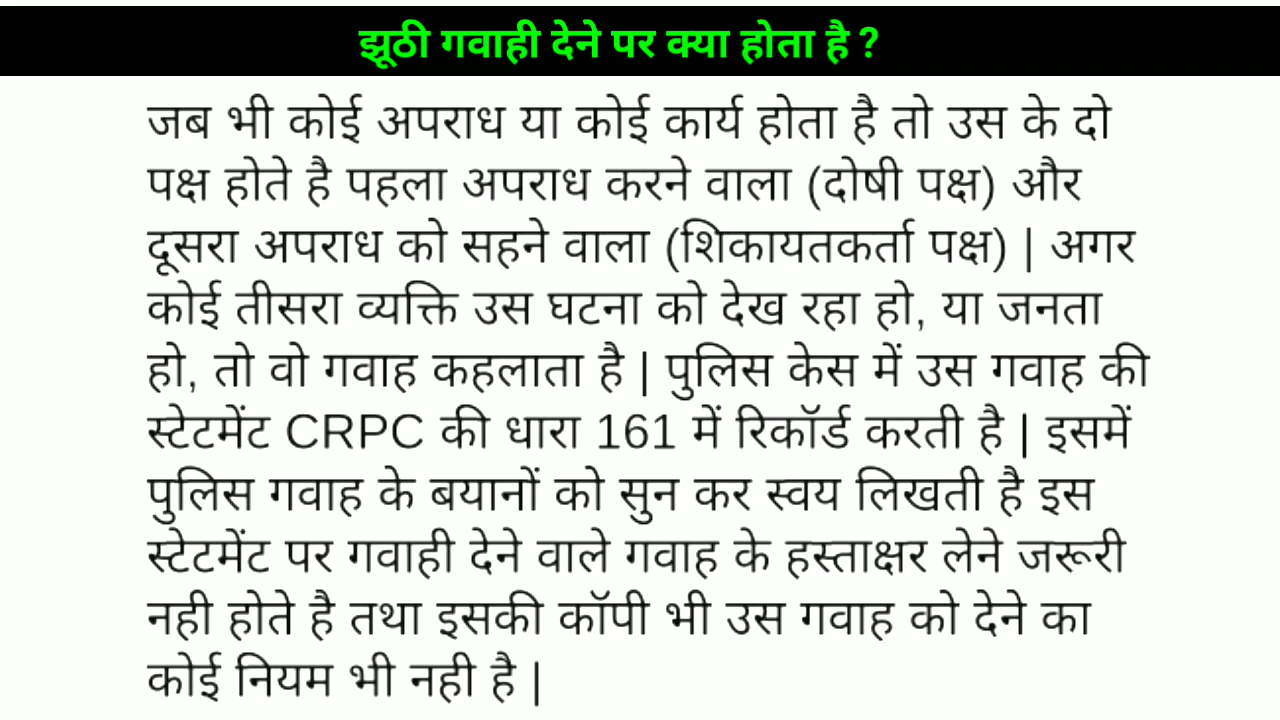 झूठी गवाही देने पर क्या होता है ?
जब भी कोई अपराध या कोई कार्य होता है तो उस के दो
पक्ष होते है पहला अपराध करने वाला (दोषी पक्ष) और
दूसरा अपराध को सहने वाला (शिकायतकर्ता पक्ष) | अगर
कोई तीसरा व्यक्ति उस घटना को देख रहा हो, या जनता
हो, तो वो गवाह कहलाता है | पुलिस केस में उस गवाह की
स्टेटमेंट CRPC की धारा 161 में रिकॉर्ड करती है | इसमें
पुलिस गवाह के बयानों को सुन कर स्वय लिखती है इस
स्टेटमेंट पर गवाही देने वाले गवाह के हस्ताक्षर लेने जरूरी
नही होते है तथा इसकी कॉपी भी उस गवाह को देने का
कोई नियम भी नही है |